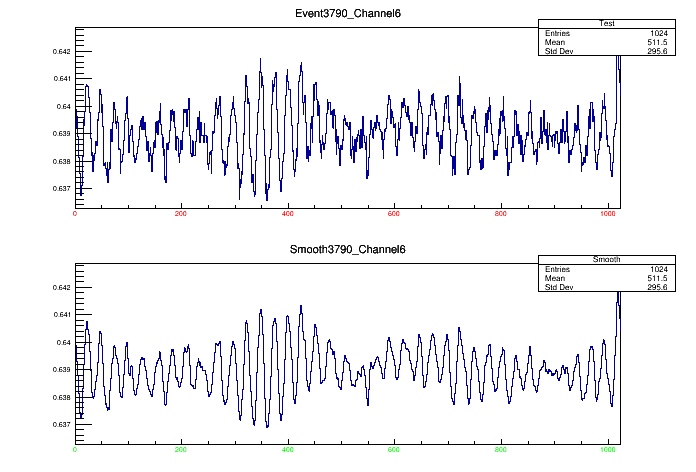 Event3790_Channel6
Test
Entries 1024
Mean 511.5
Std Dev 295.6
0.642
0.641
0.64
0.639
0.638
0.637
0 200 400 600 800 1000
Smooth3790_Channel6
Smooth
Entries 1024
Mean 511.5
Std Dev 295.6
0.642
0.641
0.64
0.639
0.638
0.637
0 200 400 600 800 1000